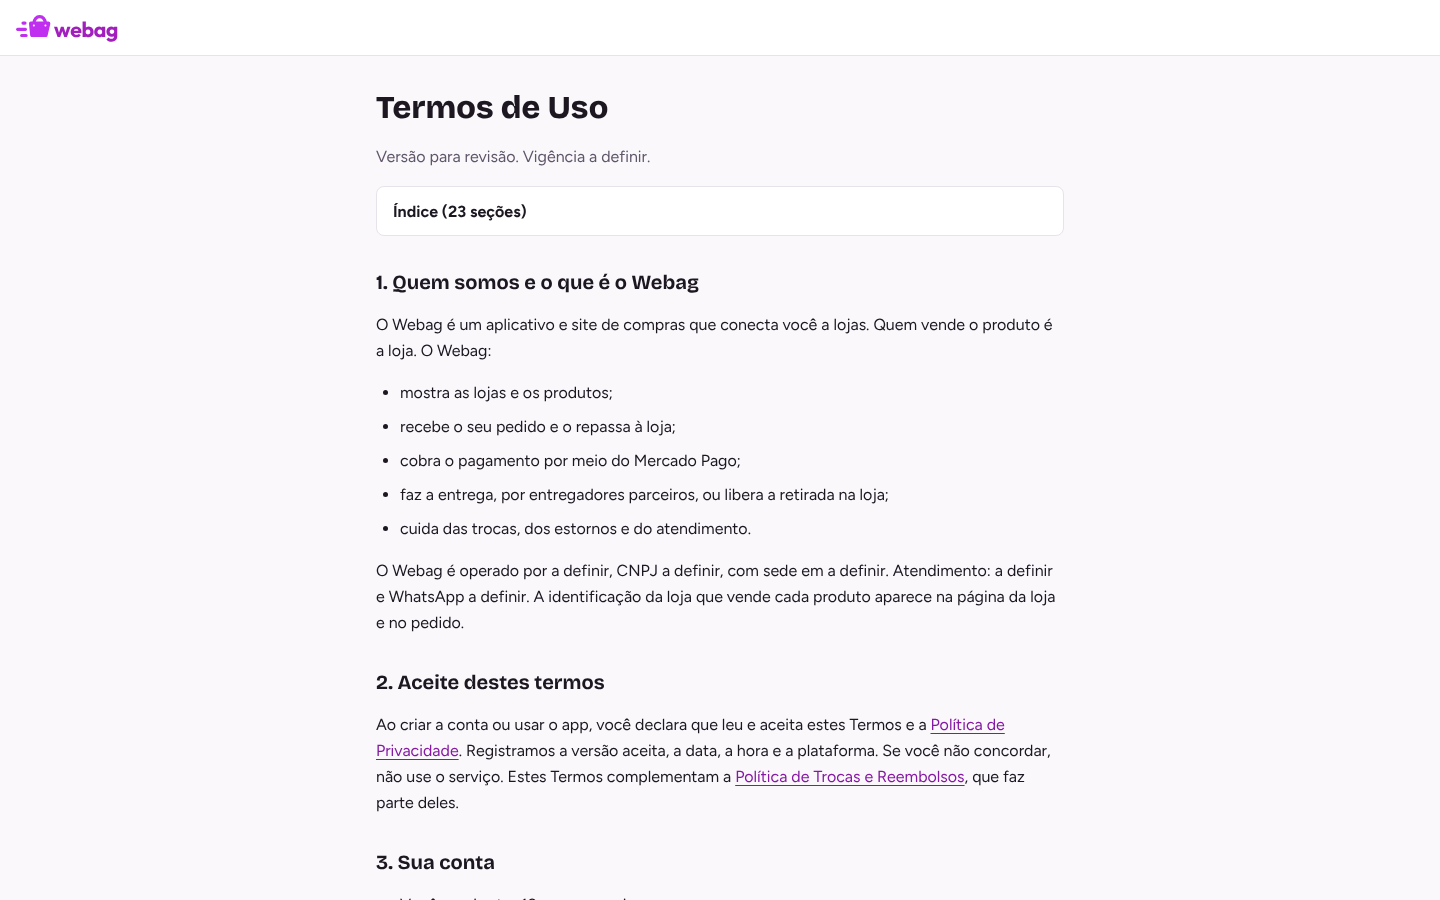 webag
Termos de Uso
Versão para revisão. Vigência a definir.
Índice (23 seções)
1. Quem somos e o que é o Webag
O Webag é um aplicativo e site de compras que conecta você a lojas. Quem vende o produto é
a loja. O Webag:
• mostra as lojas e os produtos;
• recebe o seu pedido e o repassa à loja;
• cobra o pagamento por meio do Mercado Pago;
• faz a entrega, por entregadores parceiros, ou libera a retirada na loja;
• cuida das trocas, dos estornos e do atendimento.
O Webag é operado por a definir, CNPJ a definir, com sede em a definir. Atendimento: a definir
e WhatsApp a definir. A identificação da loja que vende cada produto aparece na página da loja
e no pedido.
2. Aceite destes termos
Ao criar a conta ou usar o app, você declara que leu e aceita estes Termos e a Política de
Privacidade. Registramos a versão aceita, a data, a hora e a plataforma. Se você não concordar,
não use o serviço. Estes Termos complementam a Política de Trocas e Reembolsos, que faz
parte deles.
3. Sua conta